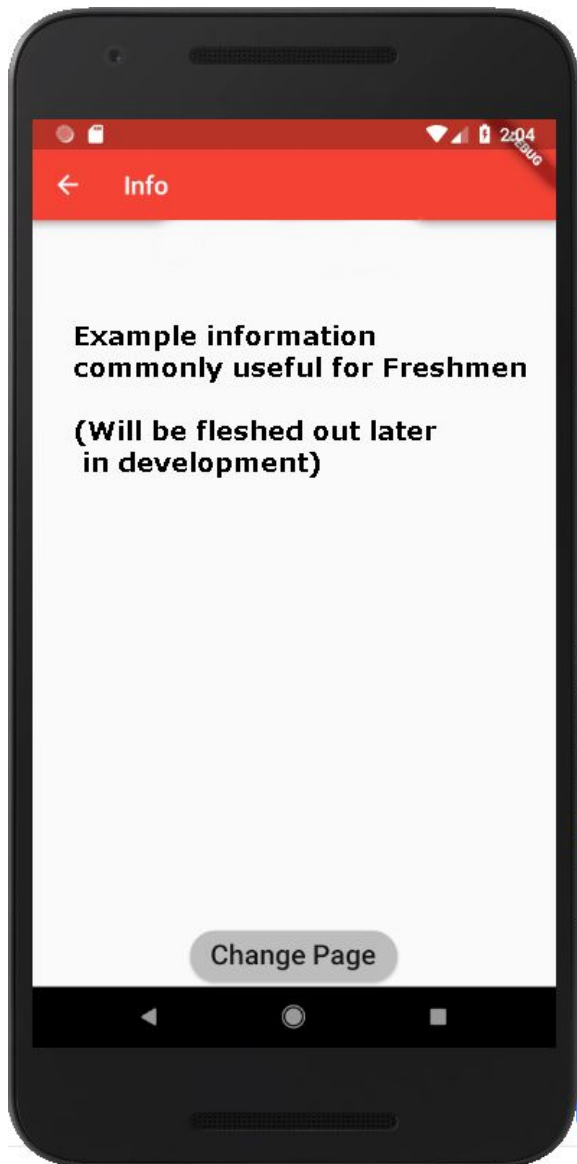 2:04
DEBUG
Info
Example information
commonly useful for Freshmen
(Will be fleshed out later
in development)
Change Page